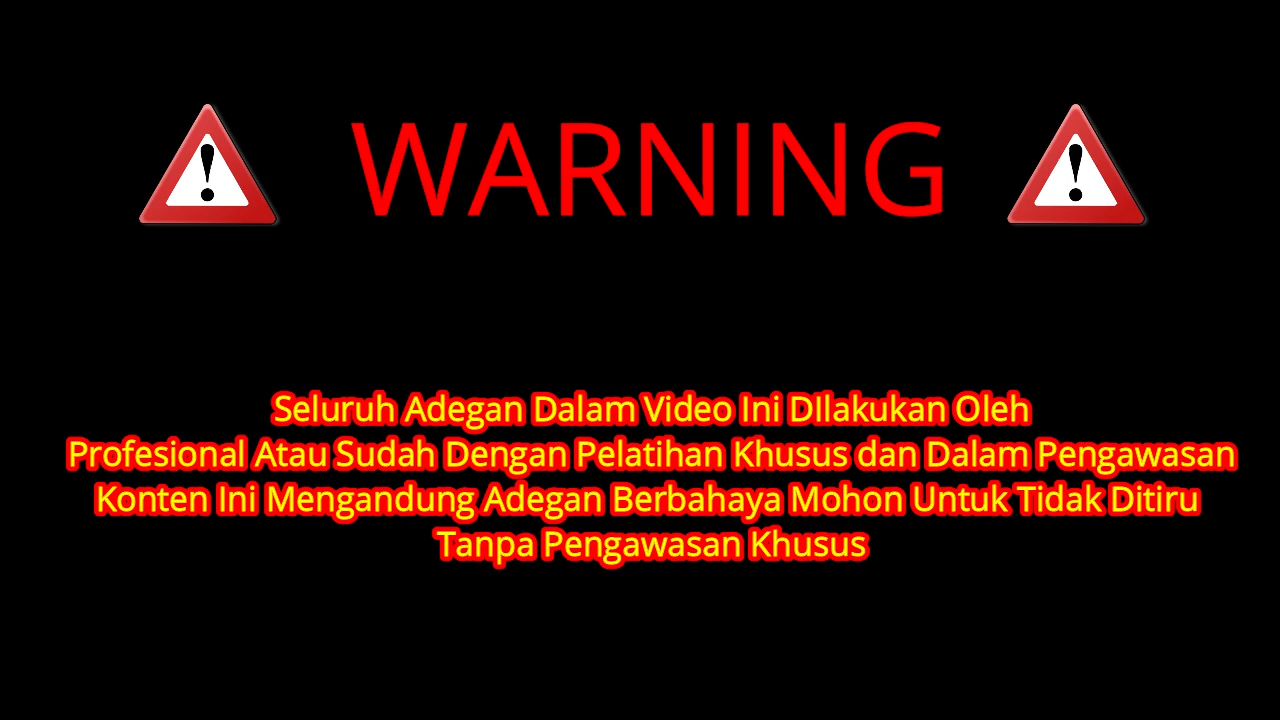 WARNING
Seluruh Adegan Dalam Video Ini DIlakukan Oleh
Profesional Atau Sudah Dengan Pelatihan Khusus dan Dalam Pengawasan
Konten Ini Mengandung Adegan Berbahaya Mohon Untuk Tidak Ditiru
Tanpa Pengawasan Khusus